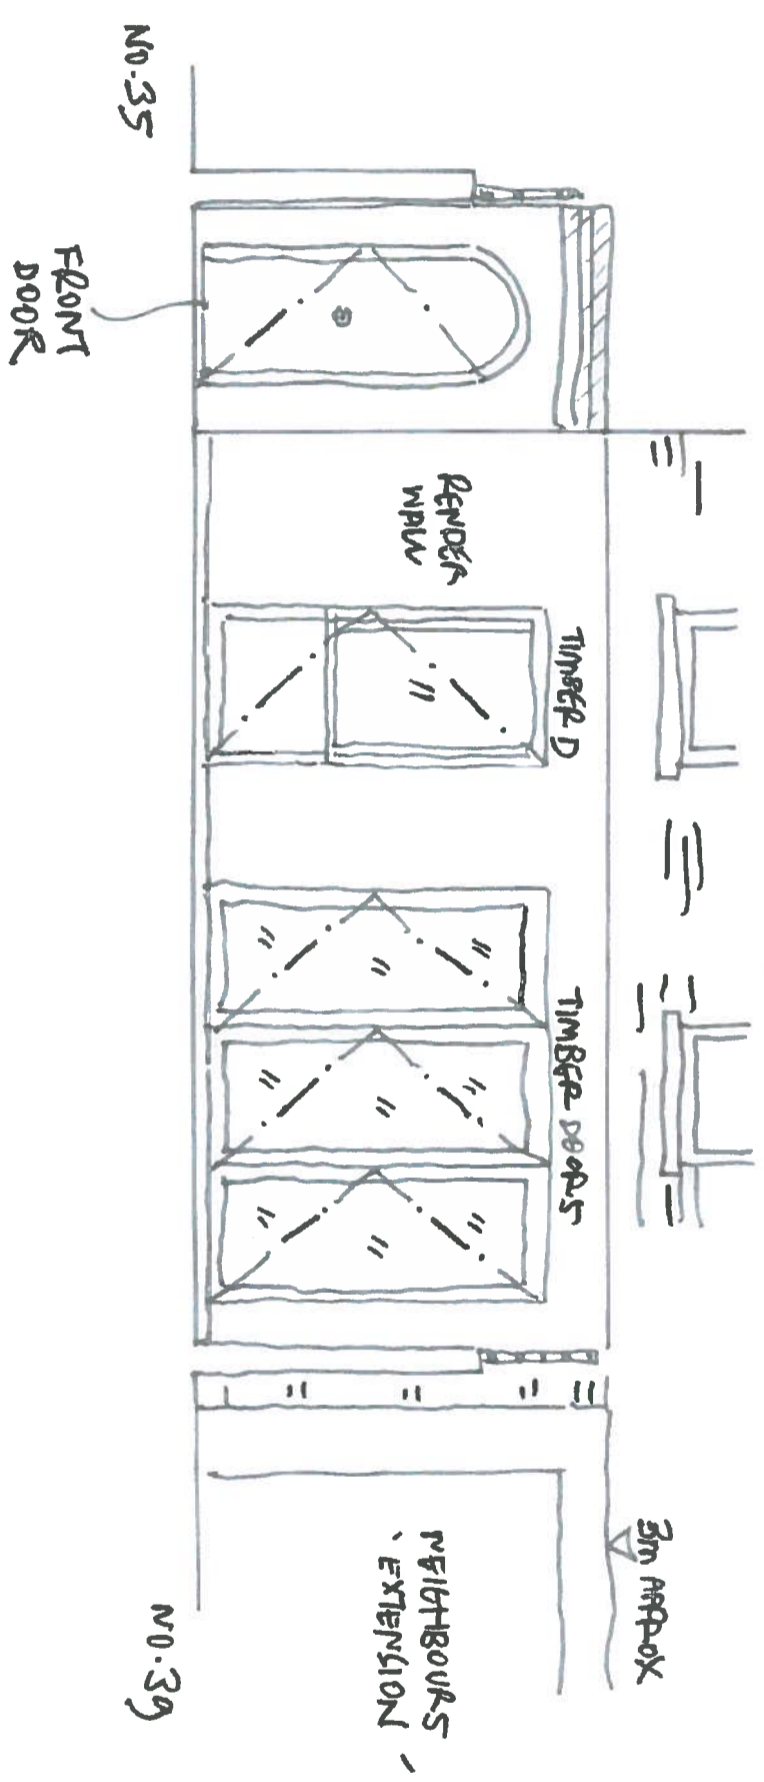 No.35
FRONT
DOOR
RENDER
WALL
TIMBER D
TIMBER DOORS
3m APPROX
NEIGHBOURS
EXTENSION
NO.39